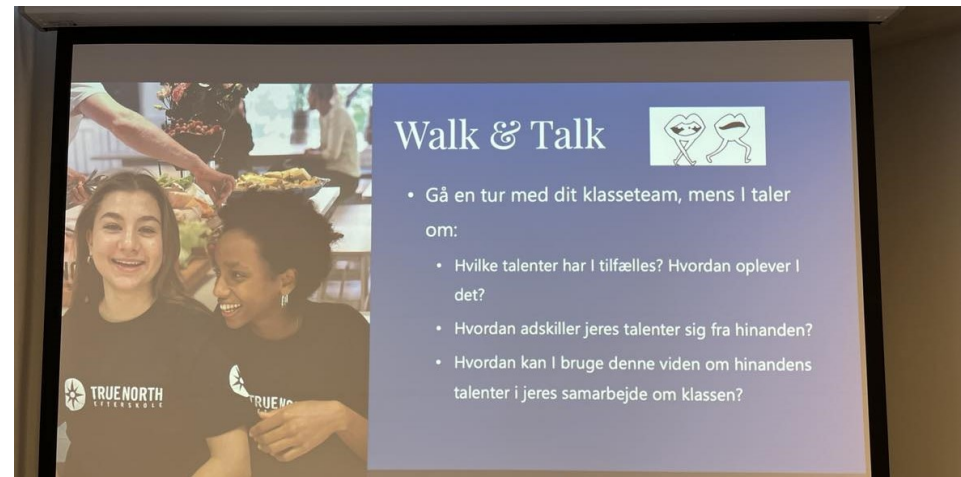 Walk & Talk
• Gå en tur med dit klasseteam, mens I taler
om:
• Hvilke talenter har I tilfælles? Hvordan oplever I
det?
• Hvordan adskiller jeres talenter sig fra hinanden?
• Hvordan kan I bruge denne viden om hinandens
talenter i jeres samarbejde om klassen?
TRUE NORTH
EFTERSKOLE
TRUE NO